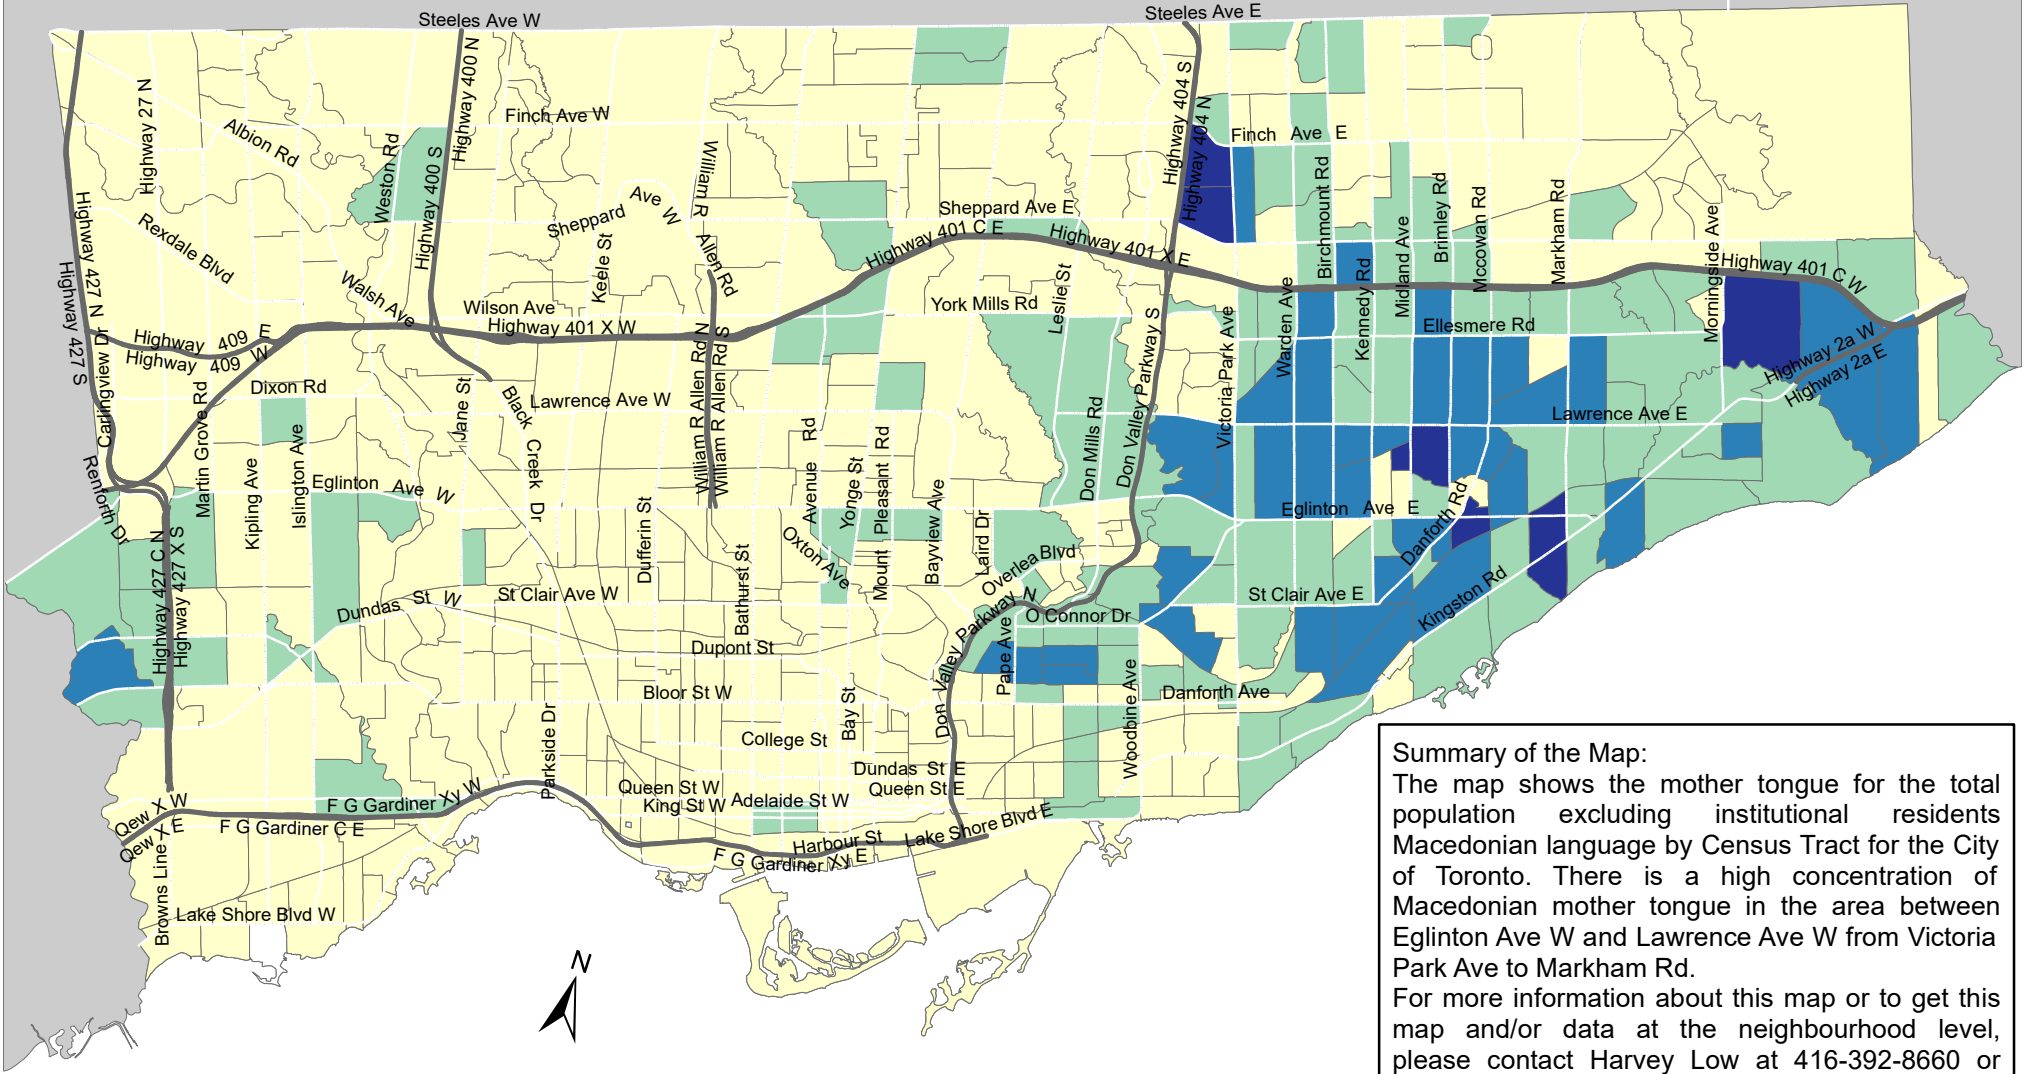 Steeles Ave W
Steeles Ave E
Highway 27 N
Albion Rd
Weston Rd
Highway 400 N
Highway 400 S
Finch Ave W
William R
Allen Rd
Highway 404 S
Highway 404 N
Finch Ave E
Highway 427 N
Highway 427 S
Rexdale Blvd
Walsh Ave
Sheppard Ave W
Keele St
Sheppard Ave E
Highway 401 C E
Highway 401 X E
Birchmount Rd
Kennedy Rd
Midland Ave
Brimley Rd
Mccowan Rd
Markham Rd
Morningside Ave
Highway 401 C W
Highway 427 N
Highway 427 S
Highway 409 E
Highway 409 W
Wilson Ave
Highway 401 X W
York Mills Rd
Leslie St
Victoria Park Ave
Warden Ave
Ellesmere Rd
Highway 2a W
Highway 2a E
Carlingview Dr
Martin Grove Rd
Dixon Rd
Jane St
Black Creek Dr
Lawrence Ave W
William R Allen Rd N
William R Allen Rd S
Don Mills Rd
Don Valley Parkway S
Lawrence Ave E
Renforth Dr
Kipling Ave
Islington Ave
Eglinton Ave W
Dufferin St
Bathurst St
Avenue Rd
Oxton Ave
Yonge St
Mount Pleasant Rd
Bayview Ave
Laird Dr
Overlea Blvd
Eglinton Ave E
Danforth Rd
Highway 427 C N
Highway 427 X S
Dundas St W
St Clair Ave W
Don Valley Parkway N
O Connor Dr
St Clair Ave E
Kingston Rd
Dupont St
Pape Ave
Bloor St W
Bay St
Woodbine Ave
Danforth Ave
Parkside Dr
College St
Dundas St E
Queen St W
Queen St E
King St W
Adelaide St W
Qew X W
Qew X E
F G Gardiner Xy W
F G Gardiner C E
Harbour St
Lake Shore Blvd E
F G Gardiner Xy E
Browns Line
Lake Shore Blvd W
N
Summary of the Map:
The map shows the mother tongue for the total
population excluding institutional residents
Macedonian language by Census Tract for the City
of Toronto. There is a high concentration of
Macedonian mother tongue in the area between
Eglinton Ave W and Lawrence Ave W from Victoria
Park Ave to Markham Rd.
For more information about this map or to get this
map and/or data at the neighbourhood level,
please contact Harvey Low at 416-392-8660 or